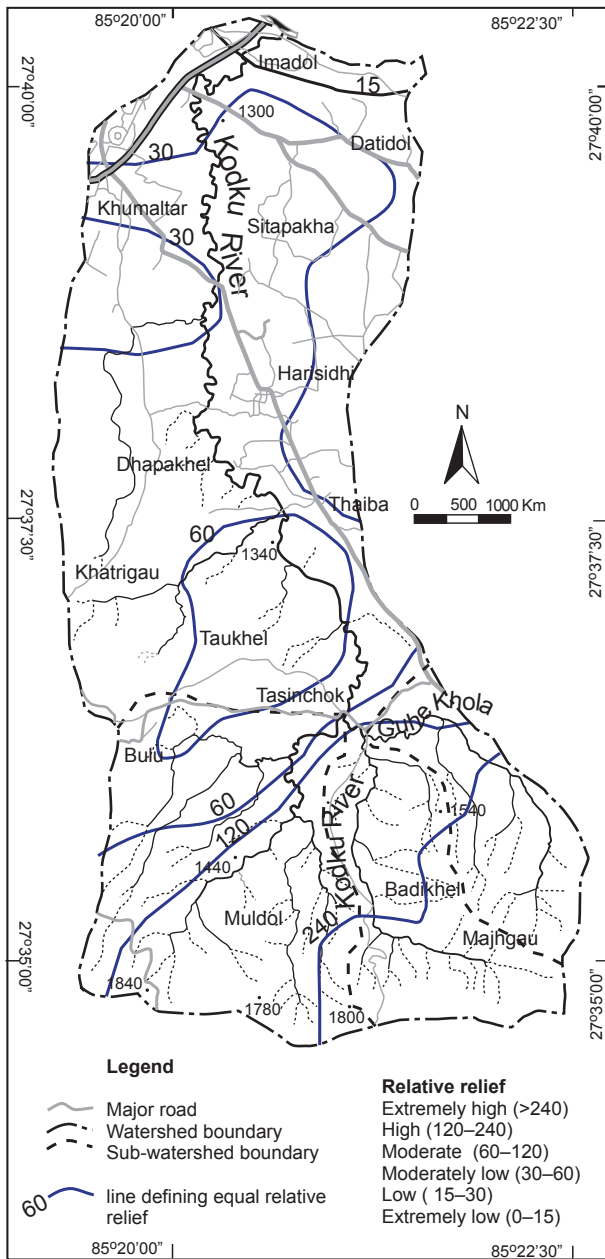 85°20'00"
85°22'30"
27°40'00"
27°40'00"
Imadol
15
1300
30
Datidol
Khumaltar
Kodku River
Sitapakha
30
Harisidhi
N
Dhapakhel
0 500 1000 Km
Thaiba
27°37'30"
27°37'30"
60
1340
Khatrigau
Taukhel
Tasinchok
Guhe Khola
Bulu
60
120
1540
1440
Kodku River
Badikhel
Muldol
240
Majhgau
27°35'00"
27°35'00"
1840
1780
1800
Legend
Major road
Watershed boundary
Sub-watershed boundary
60 line defining equal relative
relief
Relative relief
Extremely high (>240)
High (120–240)
Moderate (60–120)
Moderately low (30–60)
Low ( 15–30)
Extremely low (0–15)
85°20'00"
85°22'30"